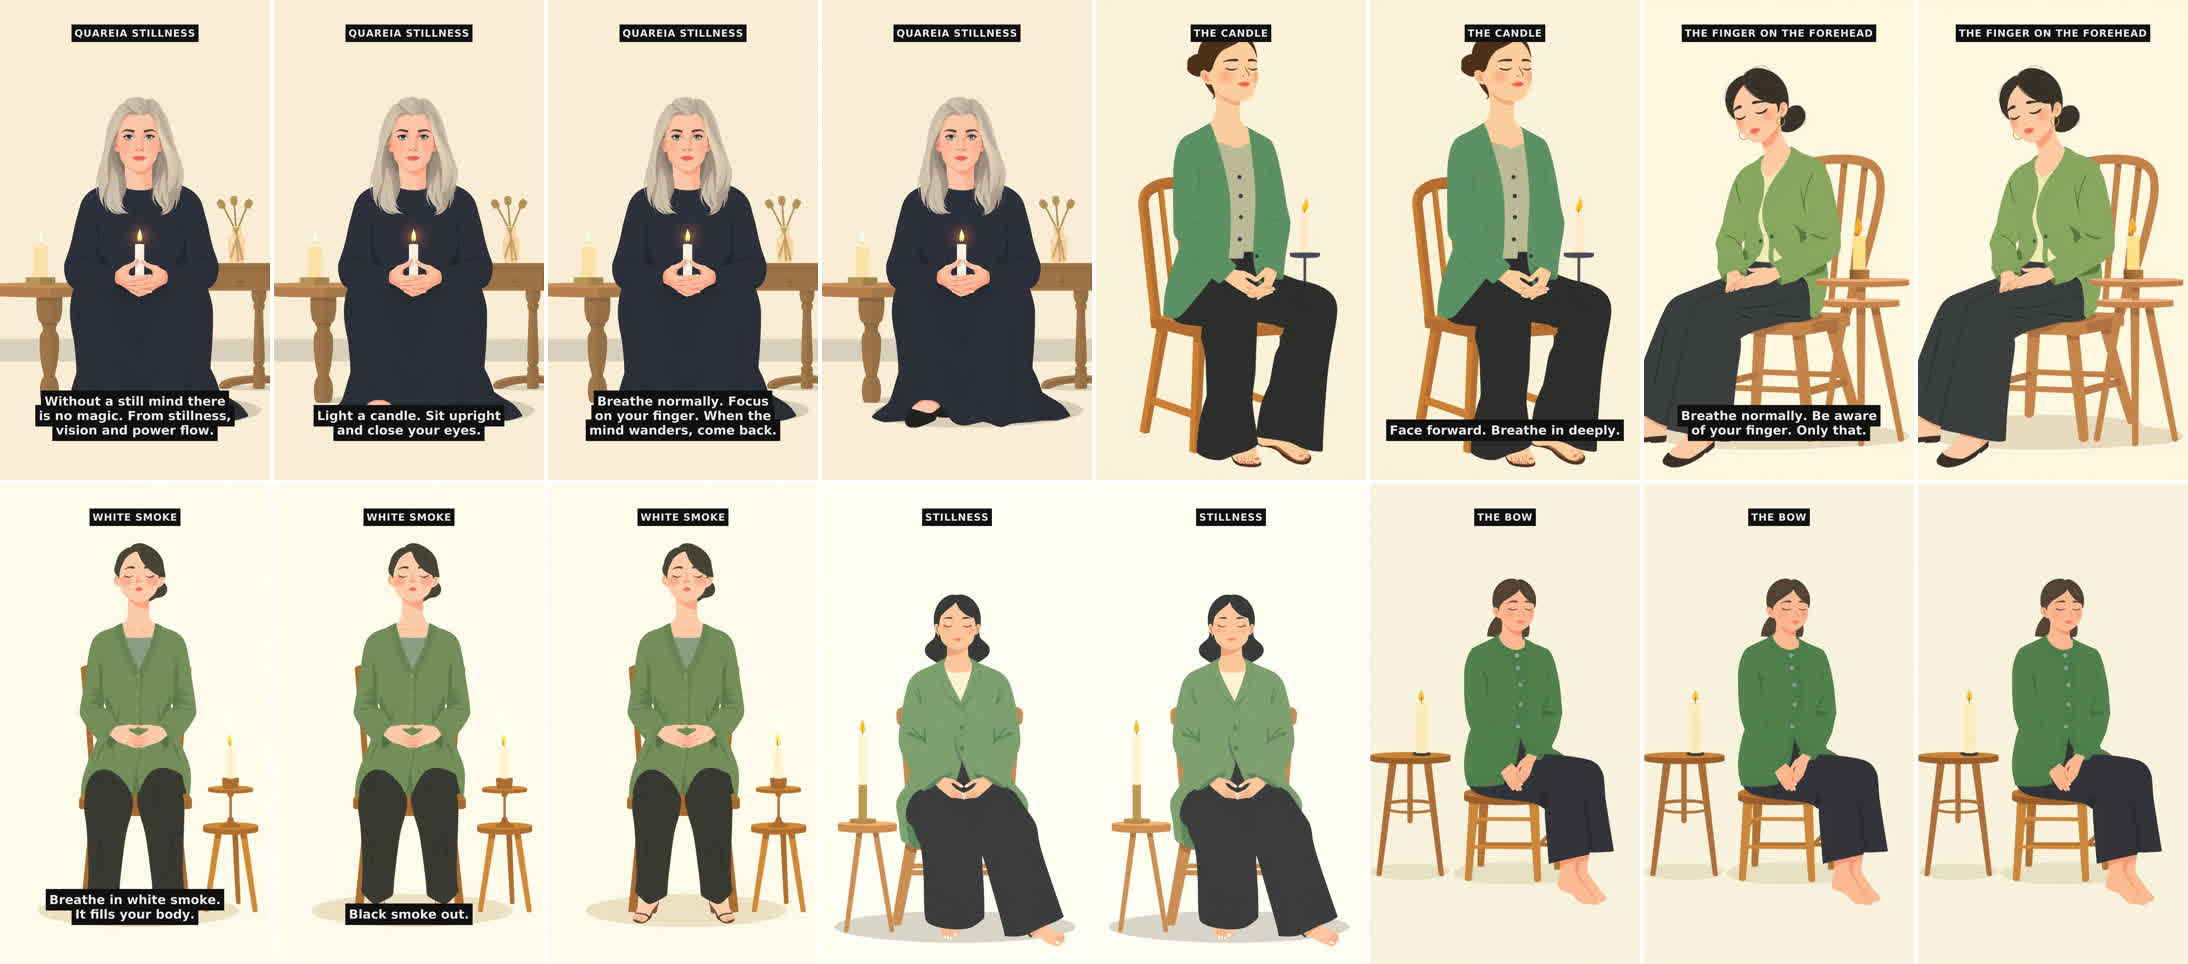 QUAREIA STILLNESS
Without a still mind there
is no magic. From stillness,
vision and power flow.
QUAREIA STILLNESS
Light a candle. Sit upright
and close your eyes.
QUAREIA STILLNESS
Breathe normally. Focus
on your finger. When the
mind wanders, come back.
QUAREIA STILLNESS
THE CANDLE
THE CANDLE
Face forward. Breathe in deeply.
THE FINGER ON THE FOREHEAD
Breathe normally. Be aware
of your finger. Only that.
THE FINGER ON THE FOREHEAD
WHITE SMOKE
Breathe in white smoke.
It fills your body.
WHITE SMOKE
Black smoke out.
WHITE SMOKE
STILLNESS
STILLNESS
THE BOW
THE BOW